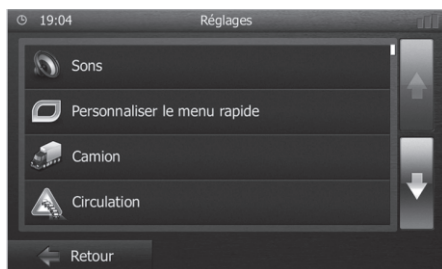 19:04 Réglages
Sons
Personnaliser le menu rapide
Camion
Circulation
Retour